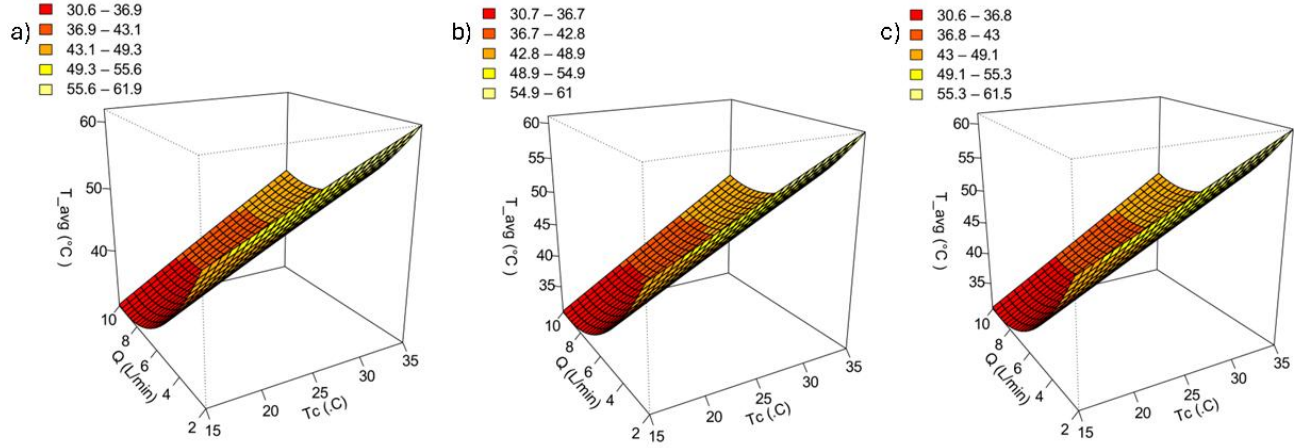 a)
30.6 – 36.9
36.9 – 43.1
43.1 – 49.3
49.3 – 55.6
55.6 – 61.9
60
50
40
T_avg (°C )
10
8
6
4
2
Q (L/min)
15
20
25
30
35
Tc (.C)
b)
30.7 – 36.7
36.7 – 42.8
42.8 – 48.9
48.9 – 54.9
54.9 – 61
60
55
50
45
40
35
T_avg (°C )
10
8
6
4
2
Q (L/min)
15
20
25
30
35
Tc (.C)
c)
30.6 – 36.8
36.8 – 43
43 – 49.1
49.1 – 55.3
55.3 – 61.5
60
55
50
45
40
35
T_avg (°C )
10
8
6
4
2
Q (L/min)
15
20
25
30
35
Tc (.C)